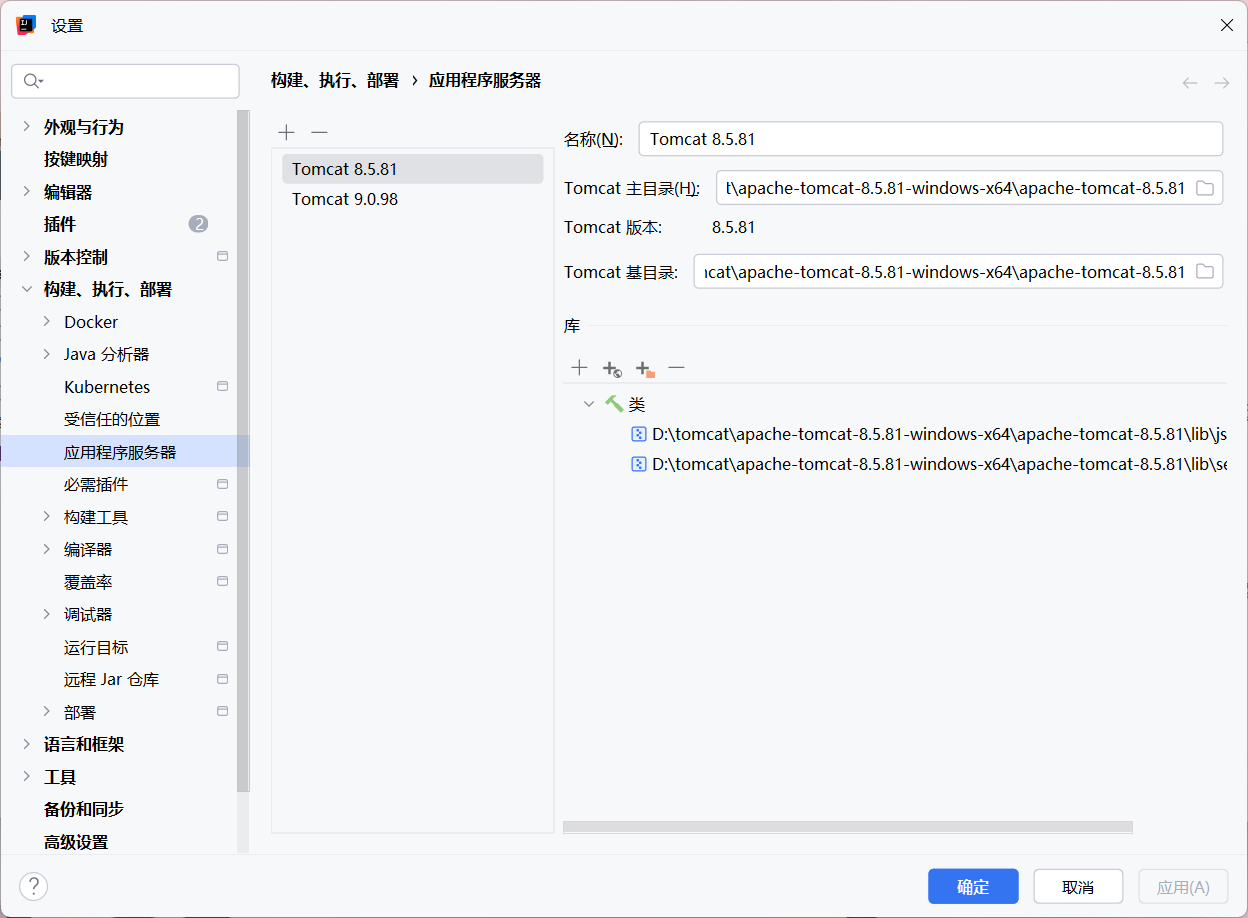 设置
构建、执行、部署 › 应用程序服务器
外观与行为
按键映射
编辑器
插件 2
版本控制
构建、执行、部署
Docker
Java 分析器
Kubernetes
受信任的位置
应用程序服务器
必需插件
构建工具
编译器
覆盖率
调试器
运行目标
远程 Jar 仓库
部署
语言和框架
工具
备份和同步
高级设置
Tomcat 8.5.81
Tomcat 9.0.98
名称(N): Tomcat 8.5.81
Tomcat 主目录(H): t\apache-tomcat-8.5.81-windows-x64\apache-tomcat-8.5.81
Tomcat 版本: 8.5.81
Tomcat 基目录: cat\apache-tomcat-8.5.81-windows-x64\apache-tomcat-8.5.81
库
类
D:\tomcat\apache-tomcat-8.5.81-windows-x64\apache-tomcat-8.5.81\lib\js
D:\tomcat\apache-tomcat-8.5.81-windows-x64\apache-tomcat-8.5.81\lib\se
?
确定 取消 应用(A)